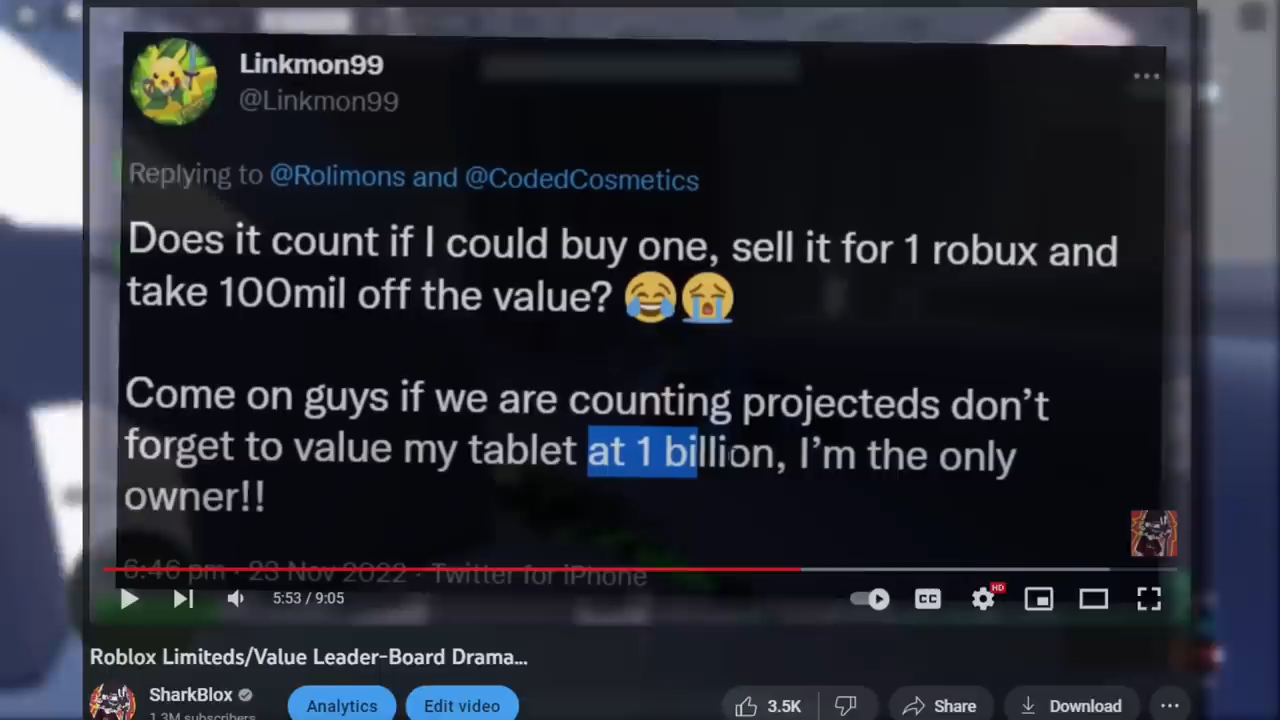 Linkmon99
@Linkmon99
Replying to @Rolimons and @CodedCosmetics
Does it count if I could buy one, sell it for 1 robux and
take 100mil off the value? 😂😭
Come on guys if we are counting projecteds don't
forget to value my tablet at 1 billion, I'm the only
owner!!
6:46 pm · 23 Nov 2022 · Twitter for iPhone
5:53 / 9:05
CC
HD
Roblox Limiteds/Value Leader-Board Drama...
SharkBlox
1.3M subscribers
Analytics
Edit video
3.5K
Share
Download